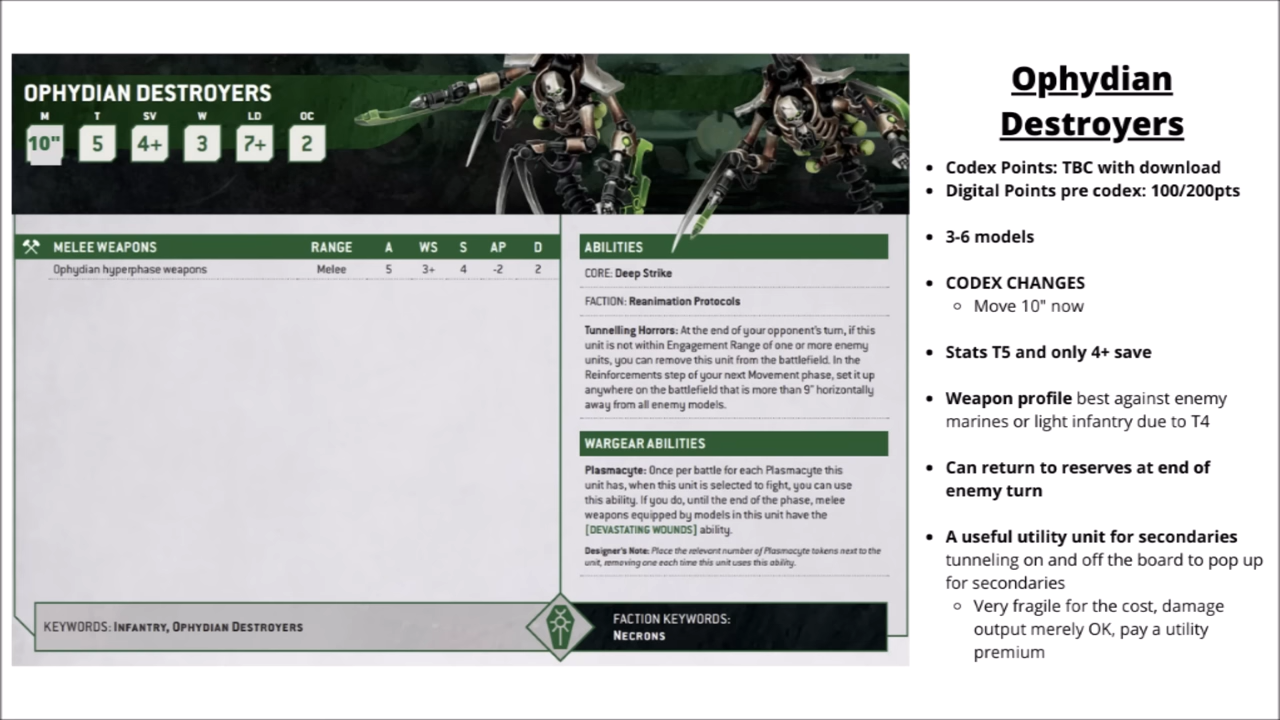 OPHYDIAN DESTROYERS
M T SV W LD OC
10" 5 4+ 3 7+ 2
MELEE WEAPONS RANGE A WS S AP D
Ophydian hyperphase weapons Melee 5 3+ 4 -2 2
ABILITIES
CORE: Deep Strike
FACTION: Reanimation Protocols
Tunnelling Horrors: At the end of your opponent's turn, if this
unit is not within Engagement Range of one or more enemy
units, you can remove this unit from the battlefield. In the
Reinforcements step of your next Movement phase, set it up
anywhere on the battlefield that is more than 9" horizontally
away from all enemy models.
WARGEAR ABILITIES
Plasmacyte: Once per battle for each Plasmacyte this
unit has, when this unit is selected to fight, you can use
this ability. If you do, until the end of the phase, melee
weapons equipped by models in this unit have the
[DEVASTATING WOUNDS] ability.
Designer's Note: Place the relevant number of Plasmacyte tokens next to the
unit, removing one each time this unit uses this ability.
KEYWORDS: INFANTRY, OPHYDIAN DESTROYERS
FACTION KEYWORDS:
NECRONS
Ophydian
Destroyers
• Codex Points: TBC with download
• Digital Points pre codex: 100/200pts
• 3-6 models
• CODEX CHANGES
○ Move 10" now
• Stats T5 and only 4+ save
• Weapon profile best against enemy
marines or light infantry due to T4
• Can return to reserves at end of
enemy turn
• A useful utility unit for secondaries
tunneling on and off the board to pop up
for secondaries
○ Very fragile for the cost, damage
output merely OK, pay a utility
premium